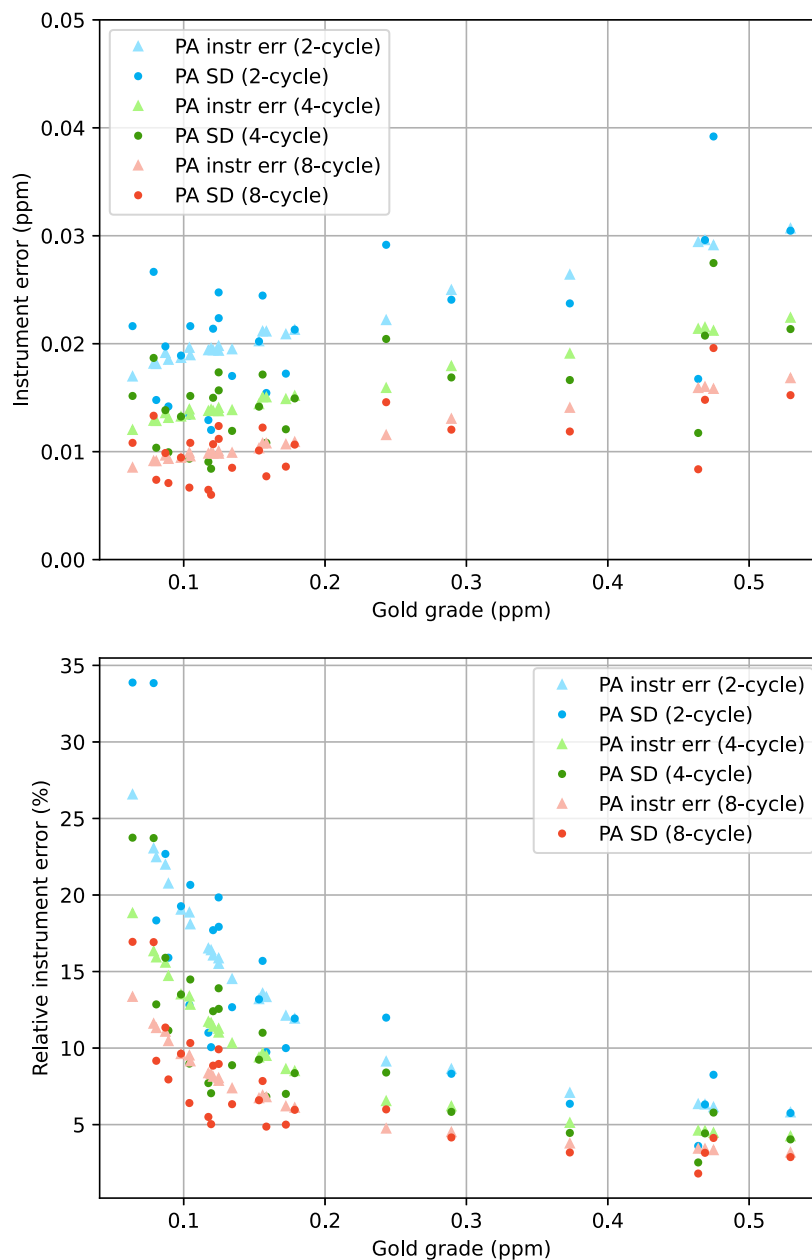 0.05
0.04
0.03
0.02
0.01
0.00
Instrument error (ppm)
PA instr err (2-cycle)
PA SD (2-cycle)
PA instr err (4-cycle)
PA SD (4-cycle)
PA instr err (8-cycle)
PA SD (8-cycle)
0.1 0.2 0.3 0.4 0.5
Gold grade (ppm)
35
30
25
20
15
10
5
Relative instrument error (%)
PA instr err (2-cycle)
PA SD (2-cycle)
PA instr err (4-cycle)
PA SD (4-cycle)
PA instr err (8-cycle)
PA SD (8-cycle)
0.1 0.2 0.3 0.4 0.5
Gold grade (ppm)